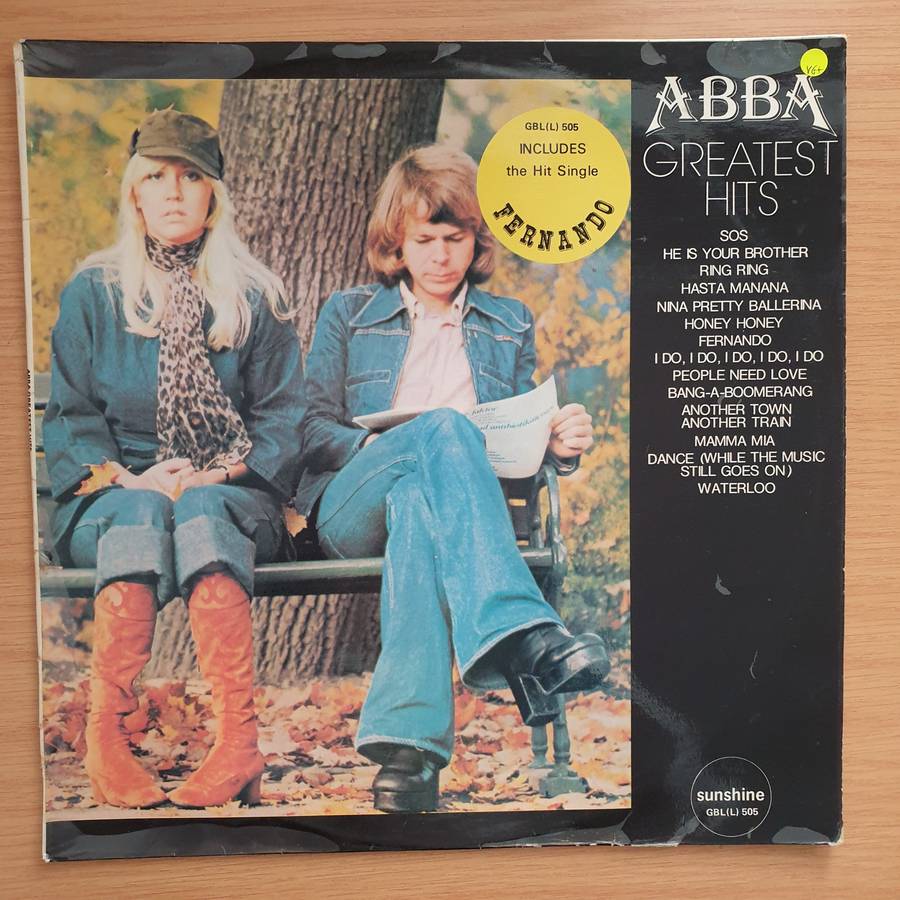 VG+
ABBA
GREATEST
HITS
GBL(L) 505
INCLUDES
the Hit Single
FERNANDO
SOS
HE IS YOUR BROTHER
RING RING
HASTA MANANA
NINA PRETTY BALLERINA
HONEY HONEY
FERNANDO
I DO, I DO, I DO, I DO, I DO
PEOPLE NEED LOVE
BANG-A-BOOMERANG
ANOTHER TOWN
ANOTHER TRAIN
MAMMA MIA
DANCE (WHILE THE MUSIC
STILL GOES ON)
WATERLOO
sunshine
GBL(L) 505